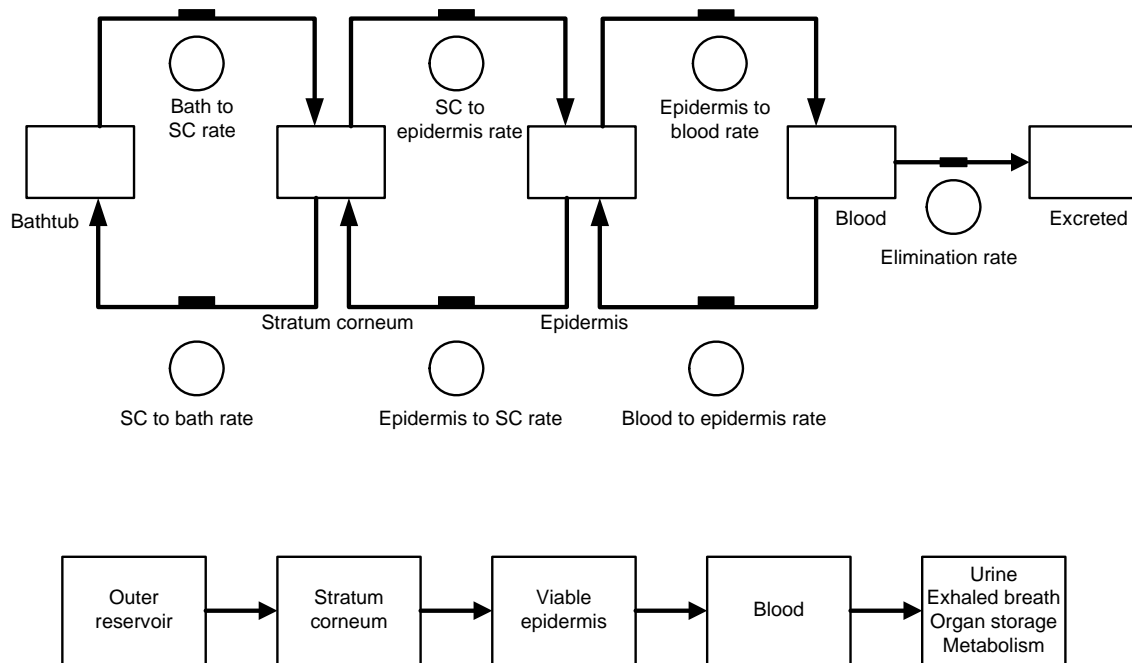 Bath to
SC rate
SC to
epidermis rate
Epidermis to
blood rate
Bathtub
Blood
Excreted
Elimination rate
Stratum corneum
Epidermis
SC to bath rate
Epidermis to SC rate
Blood to epidermis rate
Outer
reservoir
Stratum
corneum
Viable
epidermis
Blood
Urine
Exhaled breath
Organ storage
Metabolism